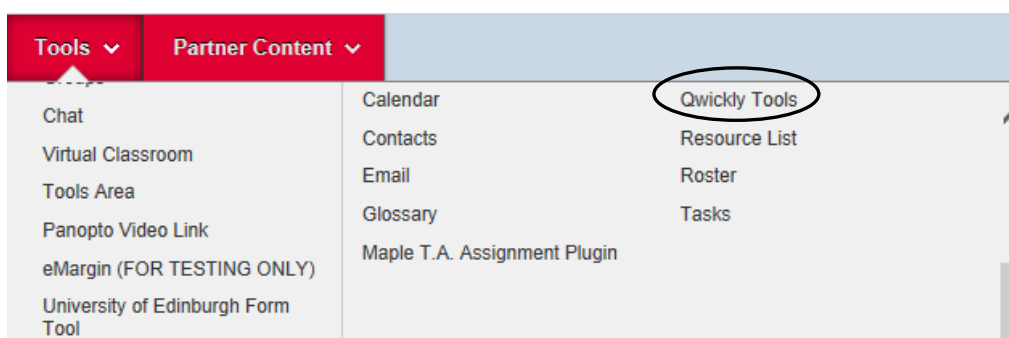 Tools
Partner Content
Chat
Virtual Classroom
Tools Area
Panopto Video Link
eMargin (FOR TESTING ONLY)
University of Edinburgh Form
Tool
Calendar
Contacts
Email
Glossary
Maple T.A. Assignment Plugin
Qwickly Tools
Resource List
Roster
Tasks